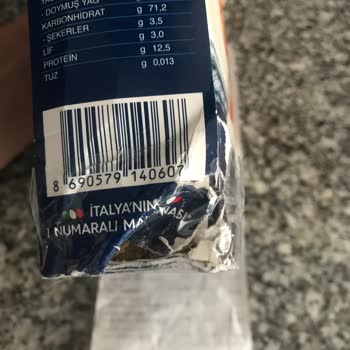 - DOYMUŞ YAĞ
KARBONHİDRAT g 71,2
- ŞEKERLER g 3,5
LİF g 3,0
PROTEİN g 12,5
TUZ g 0,013
8 690579 140607
İTALYA'NIN
1 NUMARALI